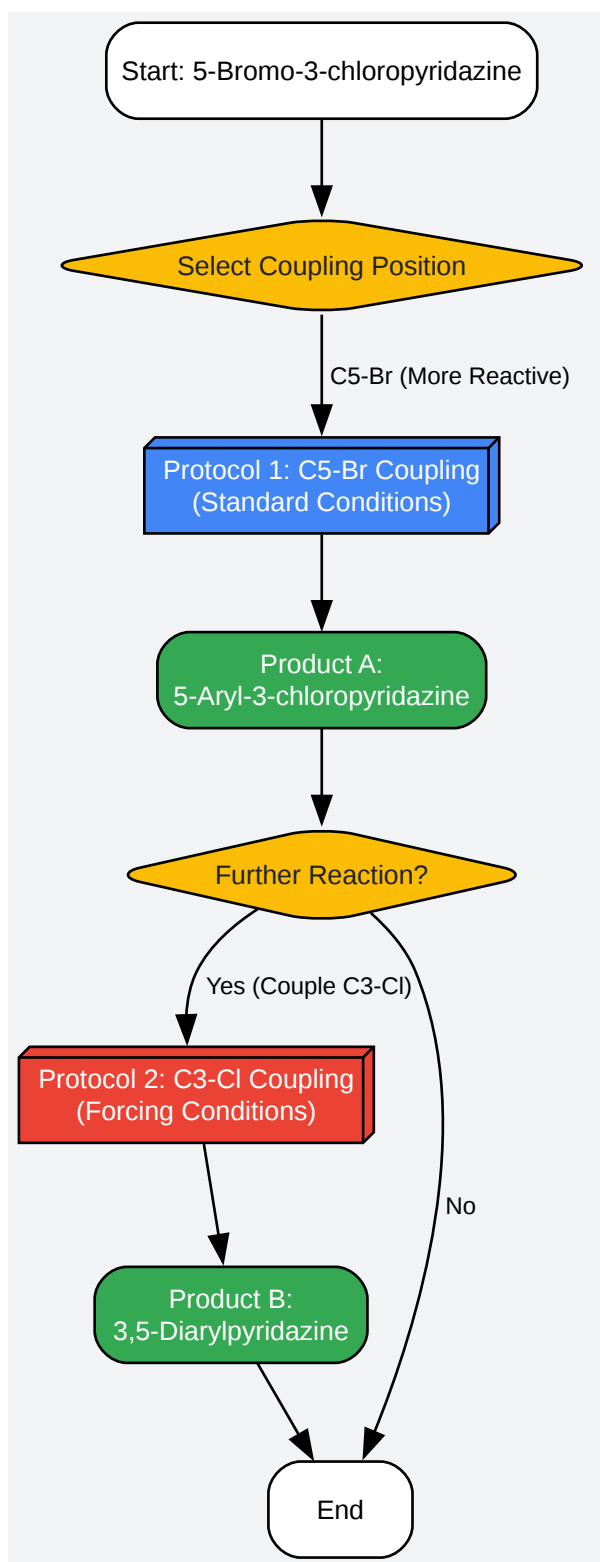 Start: 5-Bromo-3-chloropyridazine
Select Coupling Position
C5-Br (More Reactive)
Protocol 1: C5-Br Coupling
(Standard Conditions)
Product A:
5-Aryl-3-chloropyridazine
Further Reaction?
Yes (Couple C3-Cl)
Protocol 2: C3-Cl Coupling
(Forcing Conditions)
No
Product B:
3,5-Diarylpyridazine
End